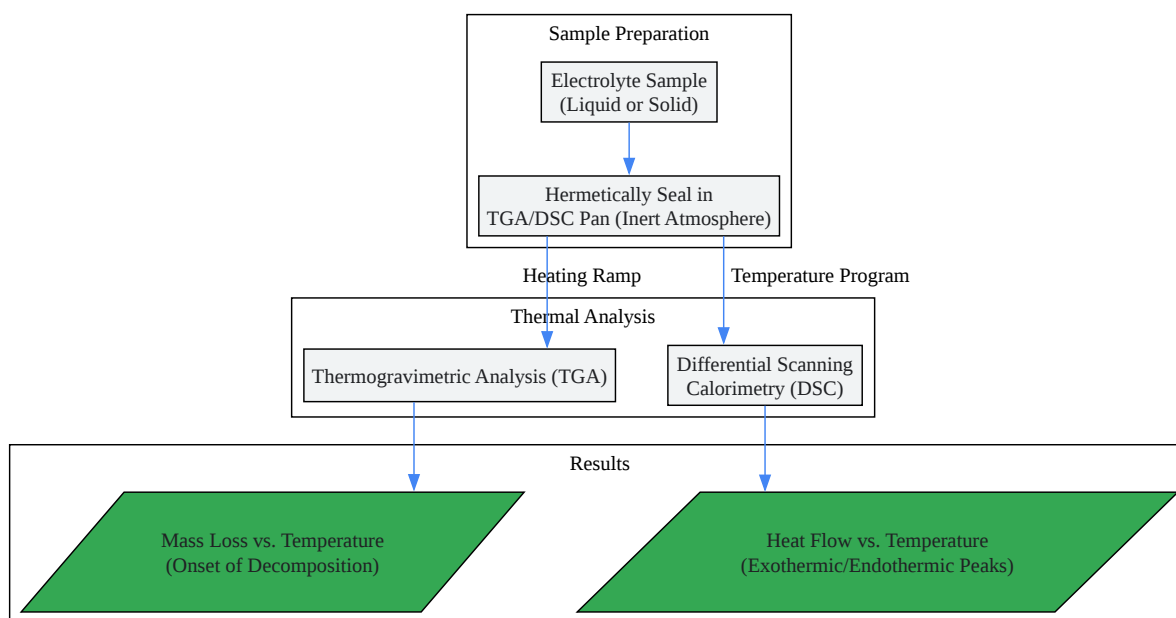 Sample Preparation
Electrolyte Sample
(Liquid or Solid)
Hermetically Seal in
TGA/DSC Pan (Inert Atmosphere)
Heating Ramp
Temperature Program
Thermal Analysis
Thermogravimetric Analysis (TGA)
Differential Scanning
Calorimetry (DSC)
Results
Mass Loss vs. Temperature
(Onset of Decomposition)
Heat Flow vs. Temperature
(Exothermic/Endothermic Peaks)